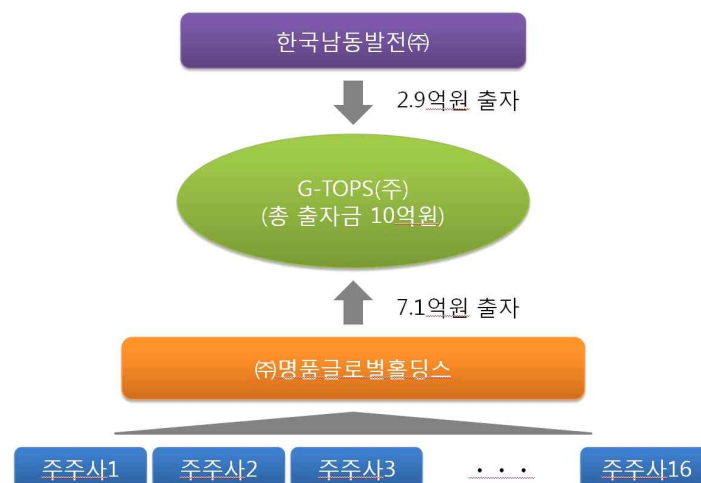 한국남동발전㈜
2.9억원 출자
G-TOPS(주)
(총 출자금 10억원)
7.1억원 출자
㈜명품글로벌홀딩스
주주사1 주주사2 주주사3 ··· 주주사16